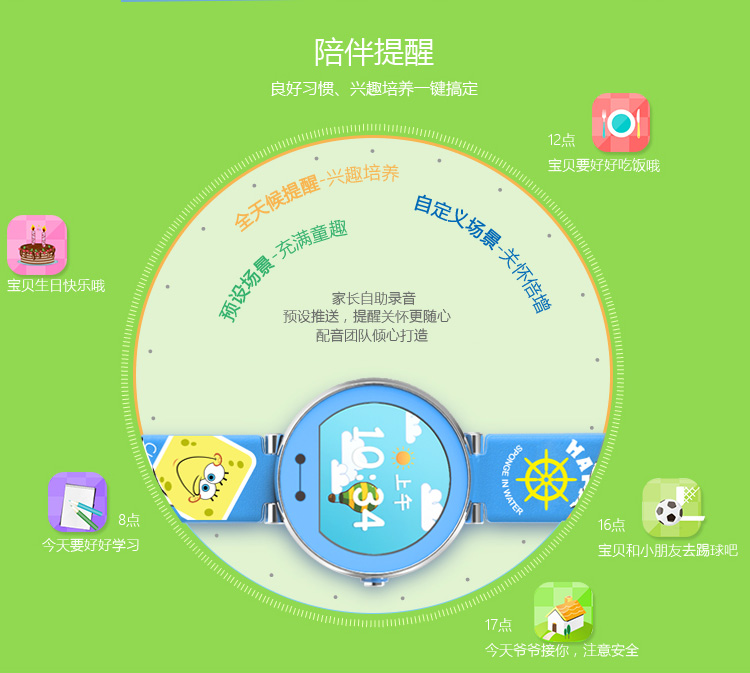 陪伴提醒
良好习惯、兴趣培养一键搞定
12点
宝贝要好好吃饭哦
全天候提醒-兴趣培养
自定义场景-关怀倍增
预设场景-充满童趣
宝贝生日快乐哦
家长自助录音
预设推送，提醒关怀更随心
配音团队倾心打造
上午
10:34
SPONGE IN WATER
8点
今天要好好学习
16点
宝贝和小朋友去踢球吧
17点
今天爷爷接你，注意安全